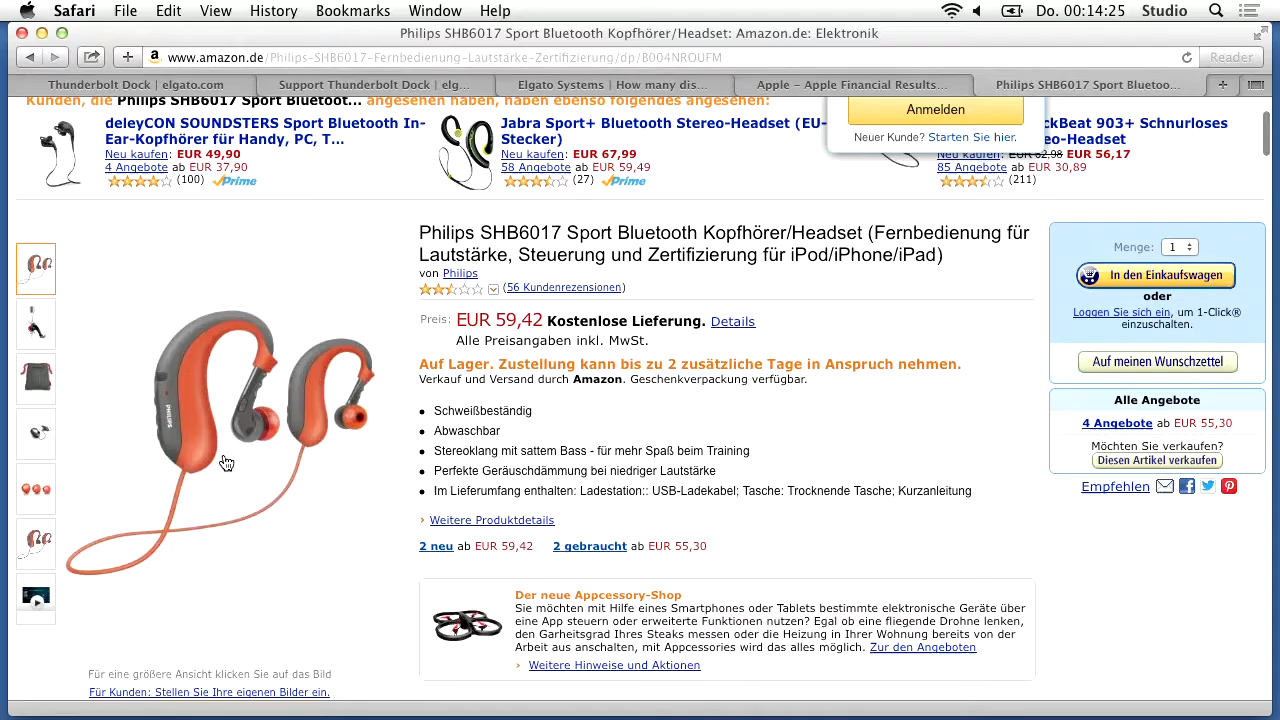 Safari File Edit View History Bookmarks Window Help Do. 00:14:25 Studio
Philips SHB6017 Sport Bluetooth Kopfhörer/Headset: Amazon.de: Elektronik
www.amazon.de/Philips-SHB6017-Fernbedienung-Lautstärke-Zertifizierung/dp/B004NROUFM Reader
Thunderbolt Dock | elgato.com Support Thunderbolt Dock | elg... Elgato Systems | How many dis... Apple - Apple Financial Results... Philips SHB6017 Sport Bluetoo...
Kunden, die Philips SHB6017 Sport Bluetoot... angesehen haben, haben ebenso folgendes angesehen:
Anmelden
Neuer Kunde? Starten Sie hier.
deleyCON SOUNDSTERS Sport Bluetooth In-
Ear-Kopfhörer für Handy, PC, T...
Neu kaufen: EUR 49,90
4 Angebote ab EUR 37,90
(100) Prime
Jabra Sport+ Bluetooth Stereo-Headset (EU-
Stecker)
Neu kaufen: EUR 67,99
58 Angebote ab EUR 59,49
(27) Prime
ckBeat 903+ Schnurloses
eo-Headset
Neu kaufen: EUR 62,98 EUR 56,17
85 Angebote ab EUR 30,89
(211)
Philips SHB6017 Sport Bluetooth Kopfhörer/Headset (Fernbedienung für
Lautstärke, Steuerung und Zertifizierung für iPod/iPhone/iPad)
von Philips
(56 Kundenrezensionen)
Preis: EUR 59,42 Kostenlose Lieferung. Details
Alle Preisangaben inkl. MwSt.
Auf Lager. Zustellung kann bis zu 2 zusätzliche Tage in Anspruch nehmen.
Verkauf und Versand durch Amazon. Geschenkverpackung verfügbar.
• Schweißbeständig
• Abwaschbar
• Stereoklang mit sattem Bass - für mehr Spaß beim Training
• Perfekte Geräuschdämmung bei niedriger Lautstärke
• Im Lieferumfang enthalten: Ladestation:: USB-Ladekabel; Tasche: Trocknende Tasche; Kurzanleitung
› Weitere Produktdetails
2 neu ab EUR 59,42 2 gebraucht ab EUR 55,30
Der neue Appcessory-Shop
Sie möchten mit Hilfe eines Smartphones oder Tablets bestimmte elektronische Geräte über
eine App steuern oder erweiterte Funktionen nutzen? Egal ob eine fliegende Drohne lenken,
den Garheitsgrad Ihres Steaks messen oder die Heizung in Ihrer Wohnung bereits von der
Arbeit aus anschalten, mit Appcessories wird das alles möglich. Zur den Angeboten
› Weitere Hinweise und Aktionen
Menge: 1
In den Einkaufswagen
oder
Loggen Sie sich ein, um 1-Click®
einzuschalten.
Auf meinen Wunschzettel
Alle Angebote
4 Angebote ab EUR 55,30
Möchten Sie verkaufen?
Diesen Artikel verkaufen
Empfehlen
PHILIPS
Für eine größere Ansicht klicken Sie auf das Bild
Für Kunden: Stellen Sie Ihre eigenen Bilder ein.